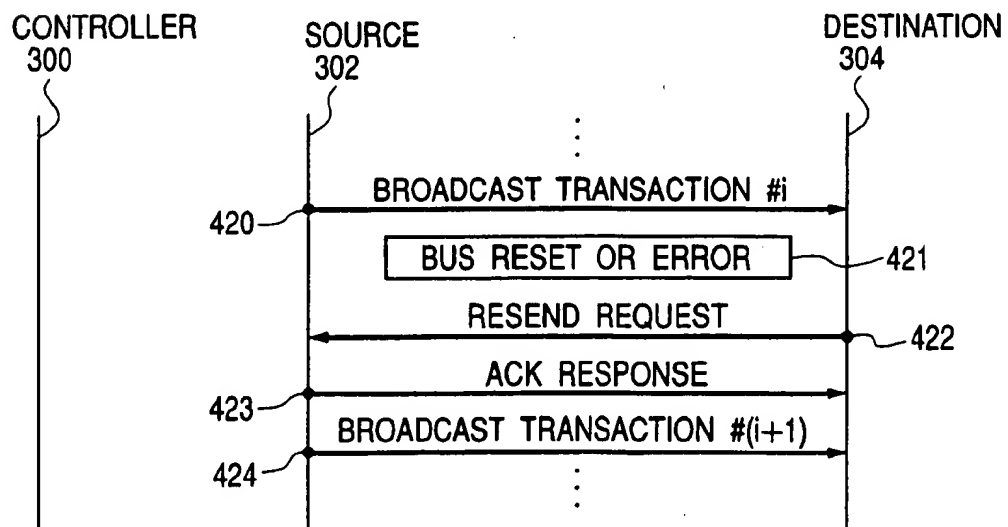 CONTROLLER
300
SOURCE
302
DESTINATION
304
BROADCAST TRANSACTION #i
420
BUS RESET OR ERROR
421
RESEND REQUEST
422
ACK RESPONSE
423
BROADCAST TRANSACTION #(i+1)
424